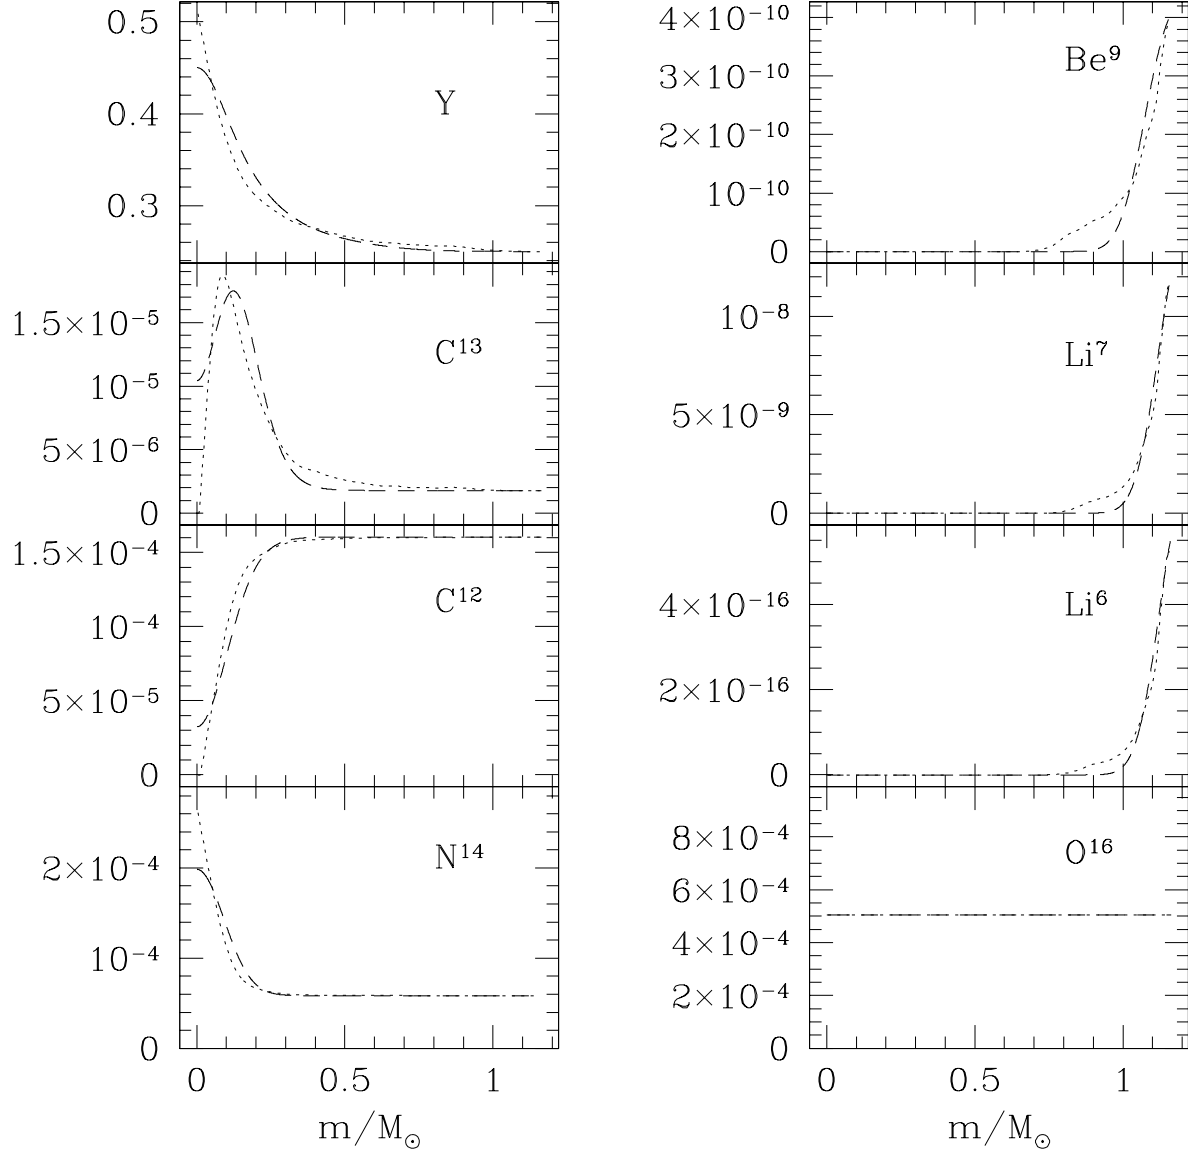 0.5
0.4
0.3
Y
1.5×10⁻⁵
10⁻⁵
5×10⁻⁶
0
C¹³
1.5×10⁻⁴
10⁻⁴
5×10⁻⁵
0
C¹²
2×10⁻⁴
10⁻⁴
0
N¹⁴
0 0.5 1
m/M☉
4×10⁻¹⁰
3×10⁻¹⁰
2×10⁻¹⁰
10⁻¹⁰
0
Be⁹
10⁻⁸
5×10⁻⁹
0
Li⁷
4×10⁻¹⁶
2×10⁻¹⁶
0
Li⁶
8×10⁻⁴
6×10⁻⁴
4×10⁻⁴
2×10⁻⁴
0
O¹⁶
0 0.5 1
m/M☉